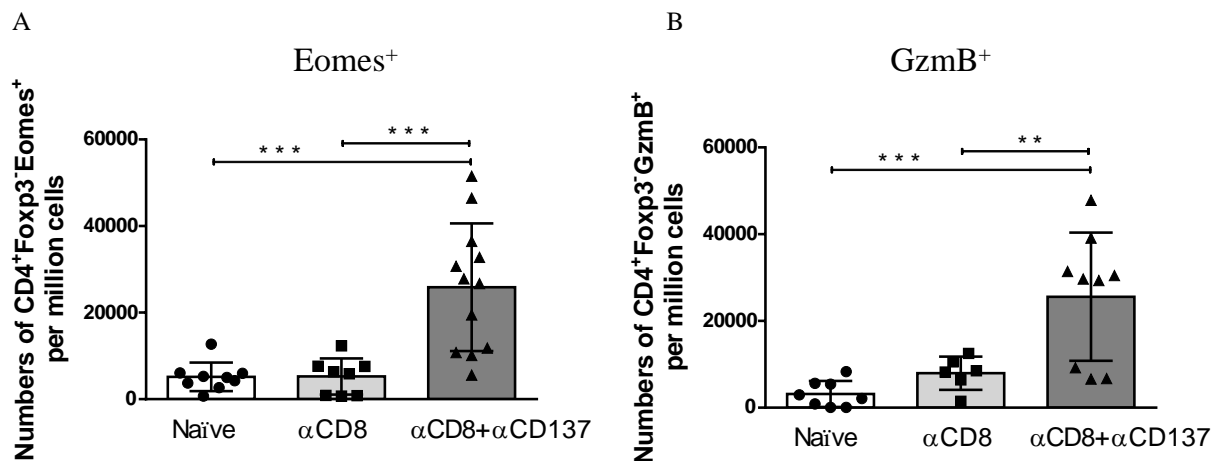 A
Eomes⁺
Numbers of CD4⁺Foxp3⁻Eomes⁺
per million cells
60000
40000
20000
0
* * *
* * *
Naïve
αCD8
αCD8+αCD137
B
GzmB⁺
Numbers of CD4⁺Foxp3⁻GzmB⁺
per million cells
60000
40000
20000
0
* * *
* *
Naïve
αCD8
αCD8+αCD137